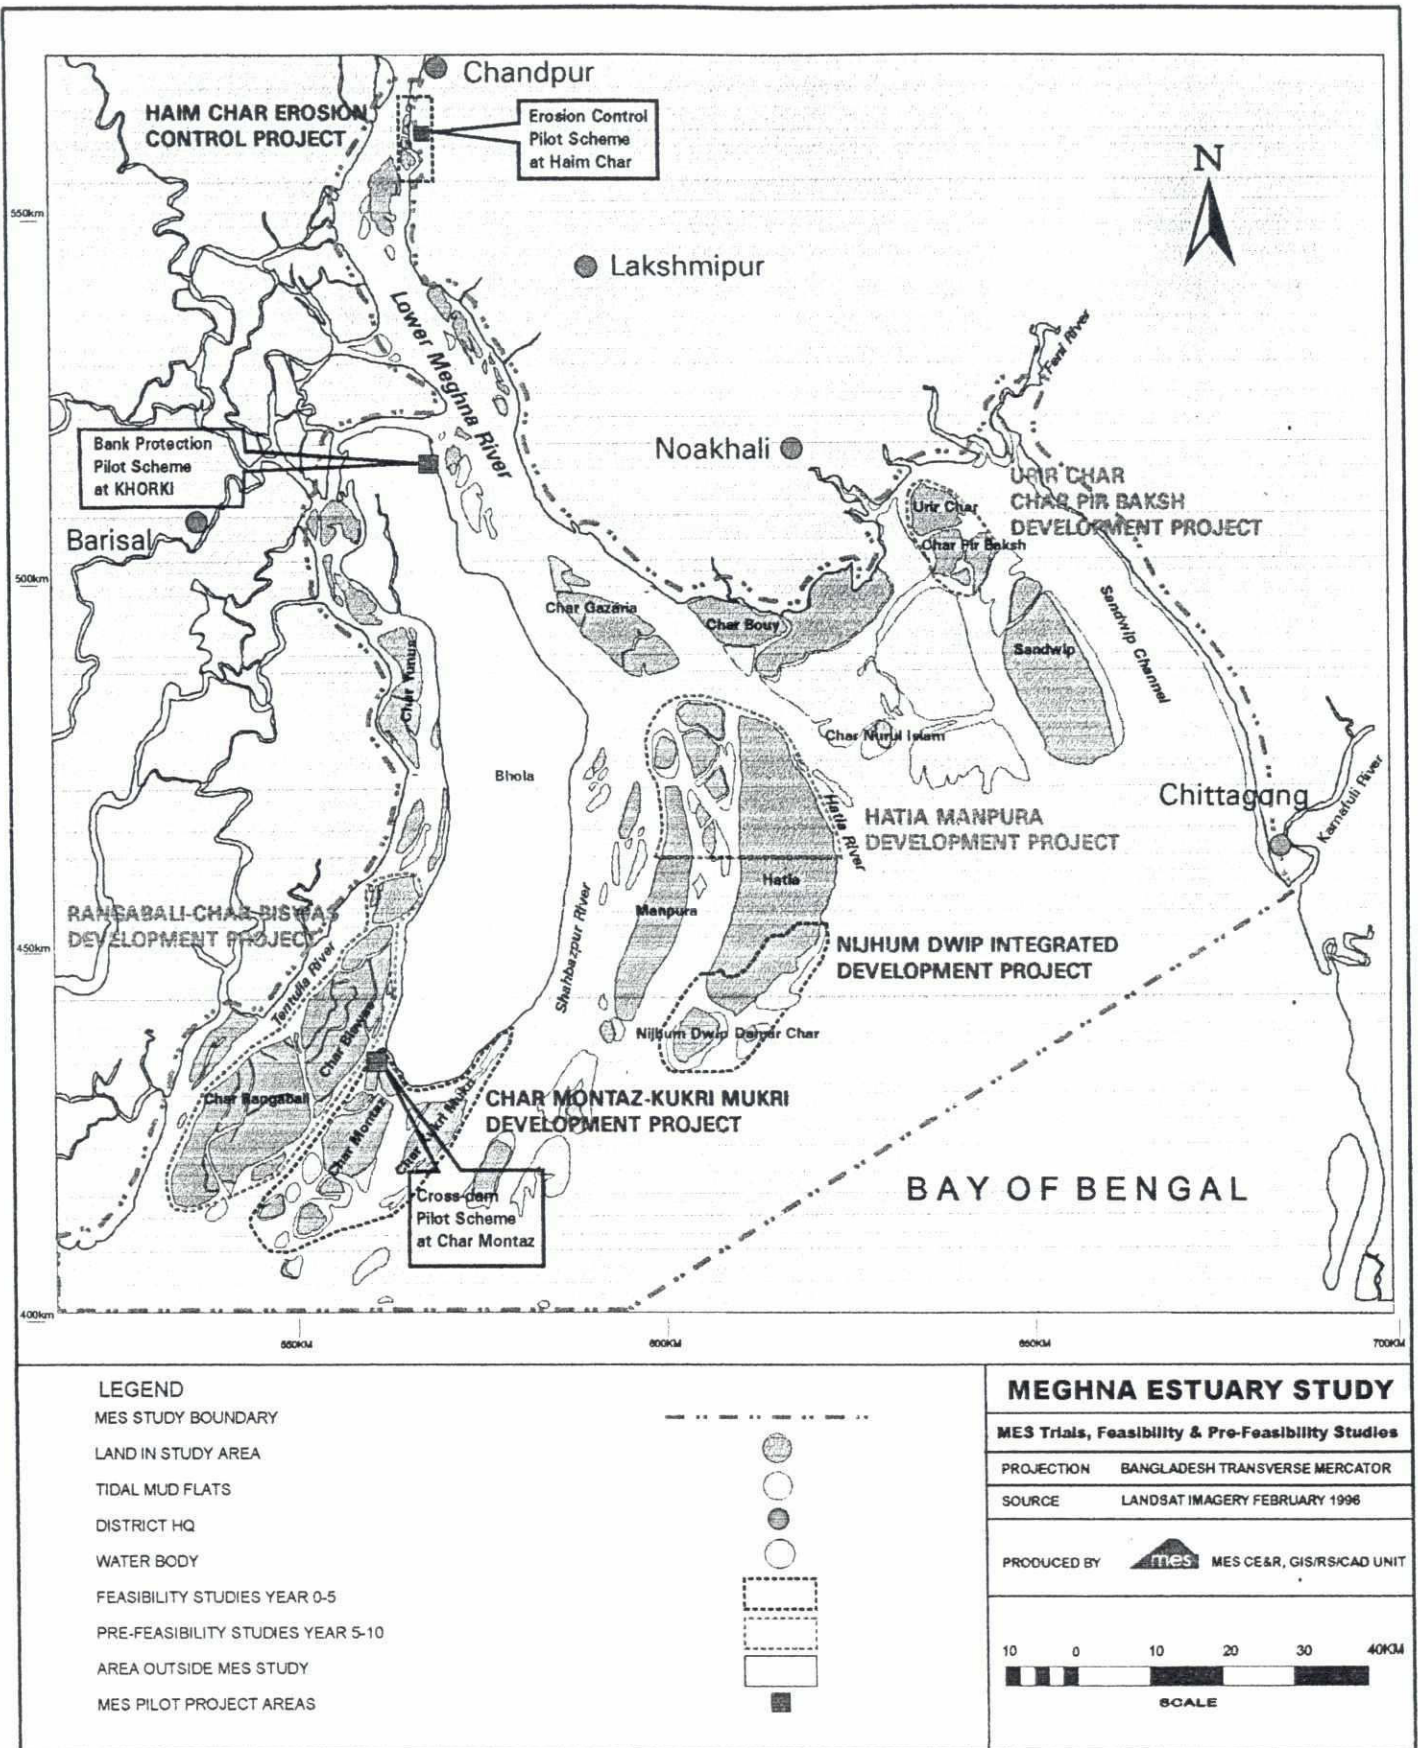 Chandpur
HAIM CHAR EROSION
CONTROL PROJECT
Erosion Control
Pilot Scheme
at Haim Char
N
550km
Lakshmipur
Lower Meghna River
Feni River
Noakhali
Bank Protection
Pilot Scheme
at KHORKI
URIR CHAR
CHAR PIR BAKSH
DEVELOPMENT PROJECT
Urir Char
Char Pir Baksh
Barisal
500km
Char Gazaria
Char Bouy
Sandwip
Sandwip Channel
Char Yunus
Char Nurul Islam
Bhola
Chittagong
Karnafuli River
Hatia River
HATIA MANPURA
DEVELOPMENT PROJECT
Hatia
Manpura
RANGABALI-CHAR BISWAS
DEVELOPMENT PROJECT
450km
Tentulia River
Shahbazpur River
NIJHUM DWIP INTEGRATED
DEVELOPMENT PROJECT
Nijhum Dwip
Damar Char
Char Biswas
Char Rangabali
Char Montaz
Char Kukri Mukri
CHAR MONTAZ-KUKRI MUKRI
DEVELOPMENT PROJECT
Cross-dam
Pilot Scheme
at Char Montaz
BAY OF BENGAL
400km
550KM
600KM
650KM
700KM
LEGEND
MES STUDY BOUNDARY
LAND IN STUDY AREA
TIDAL MUD FLATS
DISTRICT HQ
WATER BODY
FEASIBILITY STUDIES YEAR 0-5
PRE-FEASIBILITY STUDIES YEAR 5-10
AREA OUTSIDE MES STUDY
MES PILOT PROJECT AREAS
MEGHNA ESTUARY STUDY
MES Trials, Feasibility & Pre-Feasibility Studies
PROJECTION BANGLADESH TRANSVERSE MERCATOR
SOURCE LANDSAT IMAGERY FEBRUARY 1996
PRODUCED BY mes MES CE&R, GIS/RS/CAD UNIT
10 0 10 20 30 40KM
SCALE